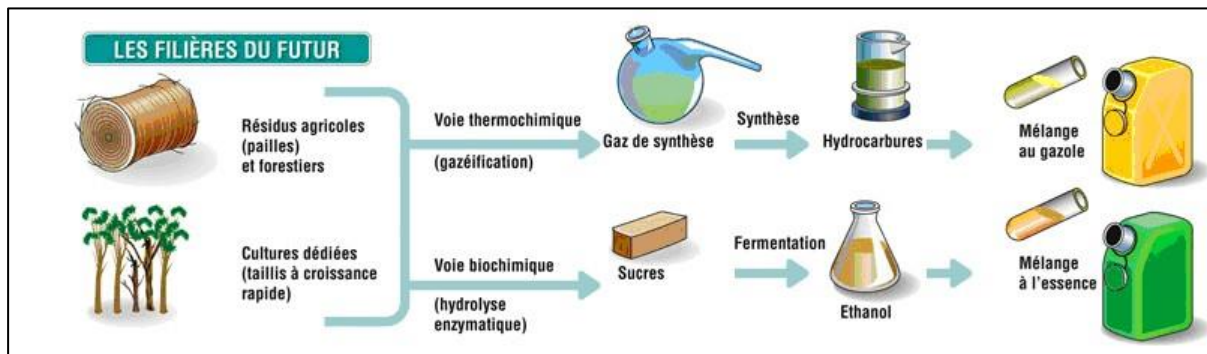 LES FILIÈRES DU FUTUR
Résidus agricoles
(pailles)
et forestiers
Cultures dédiées
(taillis à croissance
rapide)
Voie thermochimique
(gazéification)
Gaz de synthèse
Synthèse
Hydrocarbures
Mélange
au gazole
Voie biochimique
(hydrolyse
enzymatique)
Sucres
Fermentation
Ethanol
Mélange
à l'essence